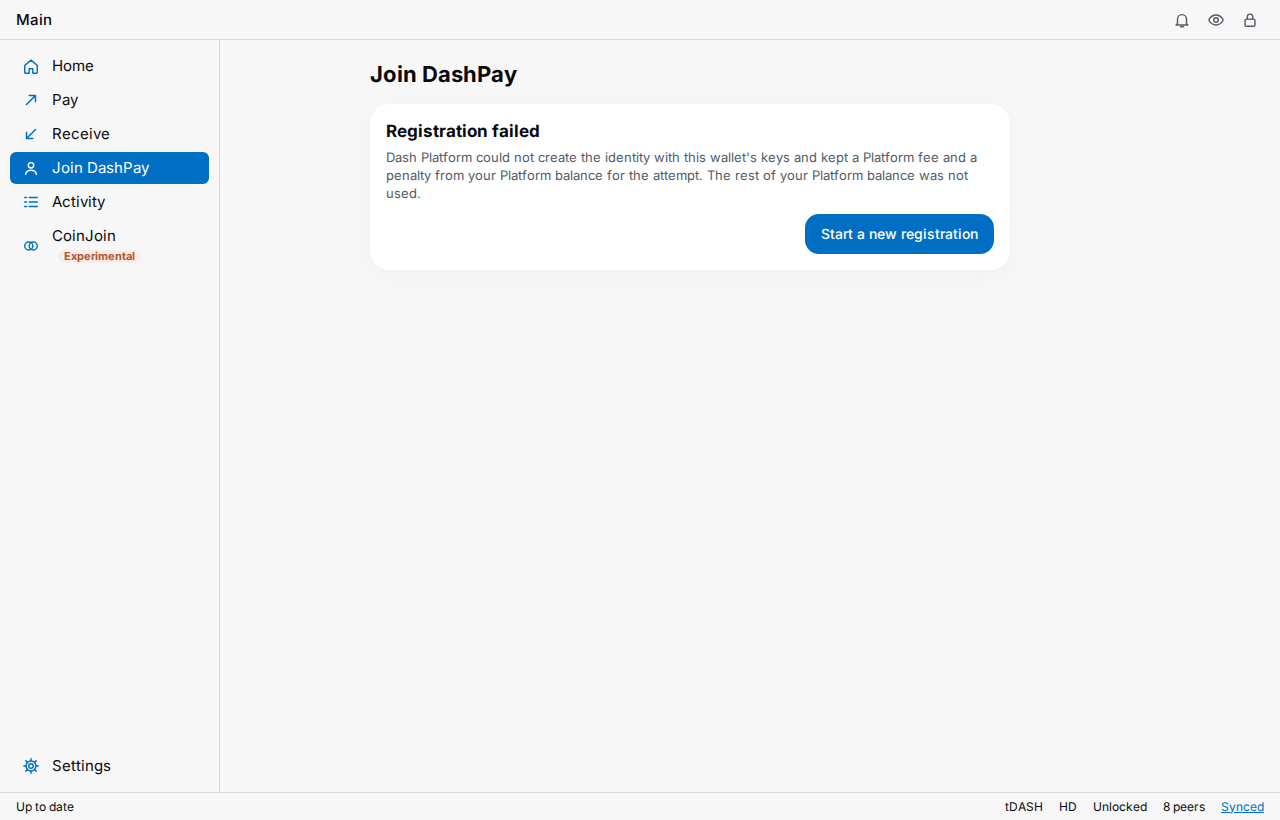 Main
Home
Pay
Receive
Join DashPay
Activity
CoinJoin
Experimental
Settings
Join DashPay
Registration failed
Dash Platform could not create the identity with this wallet's keys and kept a Platform fee and a
penalty from your Platform balance for the attempt. The rest of your Platform balance was not
used.
Start a new registration
Up to date
tDASH HD Unlocked 8 peers Synced